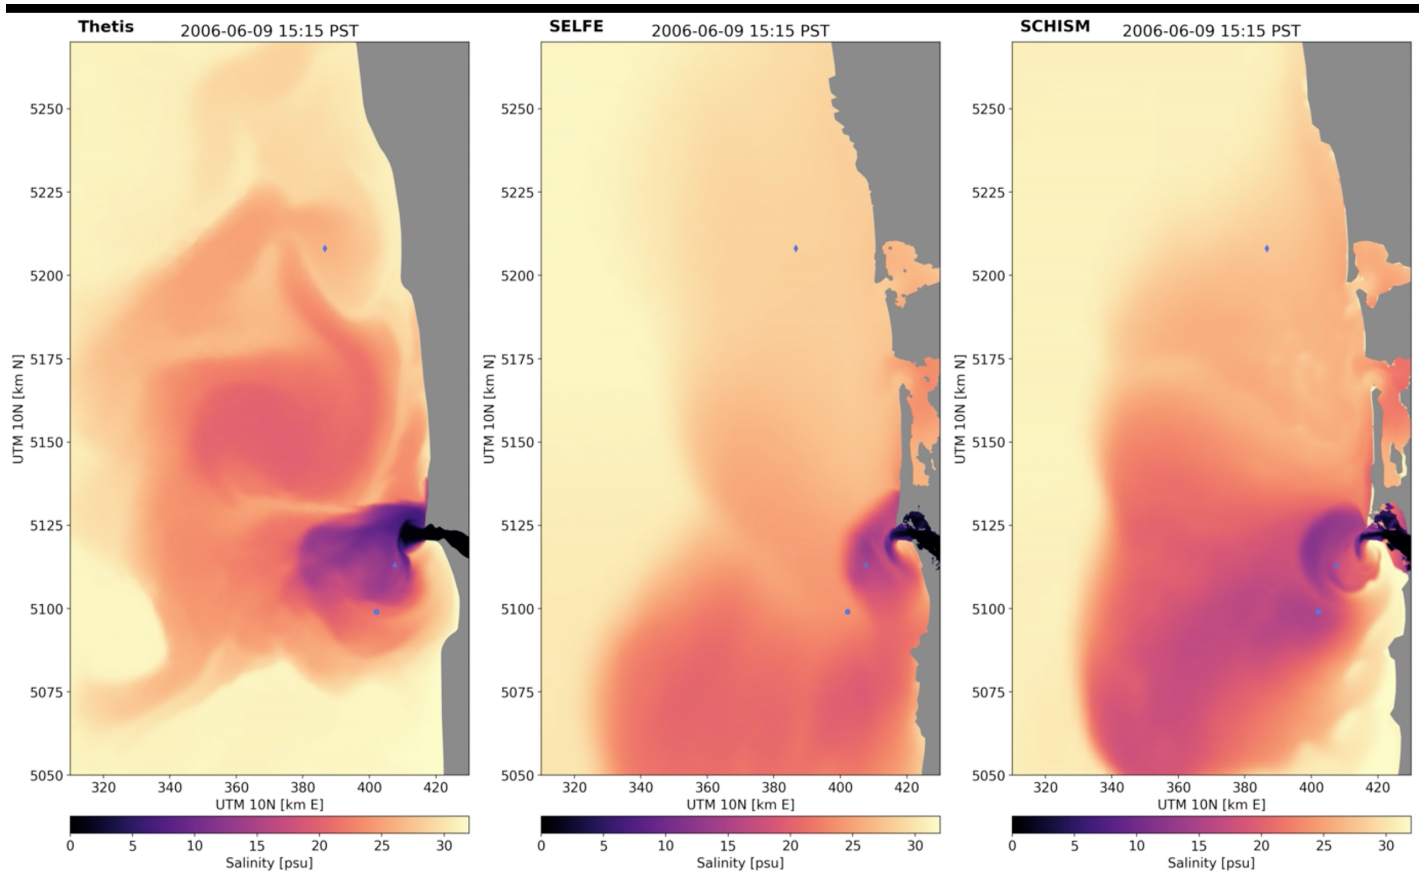 Thetis 2006-06-09 15:15 PST
5250
5225
5200
5175
5150
5125
5100
5075
5050
UTM 10N [km N]
320 340 360 380 400 420
UTM 10N [km E]
0 5 10 15 20 25 30
Salinity [psu]
SELFE 2006-06-09 15:15 PST
5250
5225
5200
5175
5150
5125
5100
5075
5050
UTM 10N [km N]
320 340 360 380 400 420
UTM 10N [km E]
0 5 10 15 20 25 30
Salinity [psu]
SCHISM 2006-06-09 15:15 PST
5250
5225
5200
5175
5150
5125
5100
5075
5050
UTM 10N [km N]
320 340 360 380 400 420
UTM 10N [km E]
0 5 10 15 20 25 30
Salinity [psu]